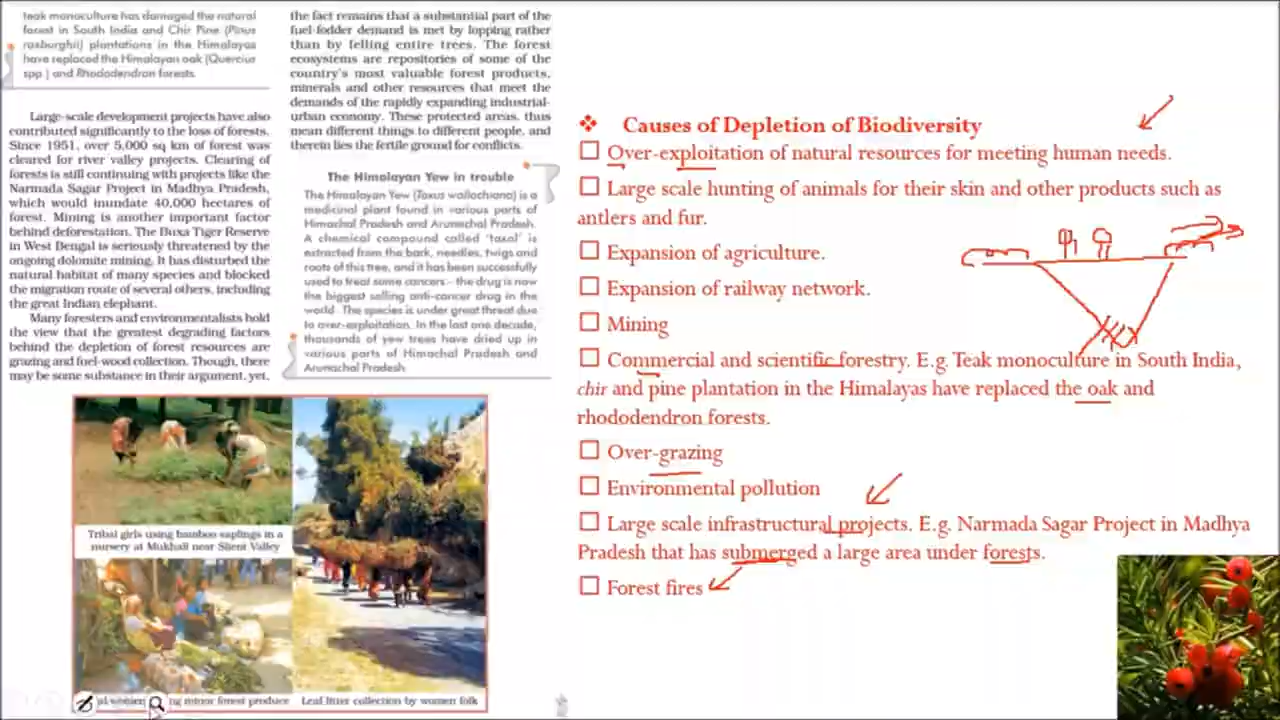 teak monoculture has damaged the natural
forest in South India and Chir Pine (Pinus
roxburghii) plantations in the Himalayas
have replaced the Himalayan oak (Quercius
spp.) and Rhododendron forests.
Large-scale development projects have also
contributed significantly to the loss of forests.
Since 1951, over 5,000 sq km of forest was
cleared for river valley projects. Clearing of
forests is still continuing with projects like the
Narmada Sagar Project in Madhya Pradesh,
which would inundate 40,000 hectares of
forest. Mining is another important factor
behind deforestation. The Buxa Tiger Reserve
in West Bengal is seriously threatened by the
ongoing dolomite mining. It has disturbed the
natural habitat of many species and blocked
the migration route of several others, including
the great Indian elephant.
Many foresters and environmentalists hold
the view that the greatest degrading factors
behind the depletion of forest resources are
grazing and fuel-wood collection. Though, there
may be some substance in their argument, yet,
the fact remains that a substantial part of the
fuel-fodder demand is met by lopping rather
than by felling entire trees. The forest
ecosystems are repositories of some of the
country's most valuable forest products,
minerals and other resources that meet the
demands of the rapidly expanding industrial-
urban economy. These protected areas, thus
mean different things to different people, and
therein lies the fertile ground for conflicts.
The Himalayan Yew in trouble
The Himalayan Yew (Taxus wallachiana) is a
medicinal plant found in various parts of
Himachal Pradesh and Arunachal Pradesh.
A chemical compound called 'taxol' is
extracted from the bark, needles, twigs and
roots of this tree, and it has been successfully
used to treat some cancers – the drug is now
the biggest selling anti-cancer drug in the
world. The species is under great threat due
to over-exploitation. In the last one decade,
thousands of yew trees have dried up in
various parts of Himachal Pradesh and
Arunachal Pradesh.
Tribal girls using bamboo saplings in a
nursery at Mukhali near Silent Valley
women ng minor forest produce
Leaf litter collection by women folk
❖ Causes of Depletion of Biodiversity
☐ Over-exploitation of natural resources for meeting human needs.
☐ Large scale hunting of animals for their skin and other products such as
antlers and fur.
☐ Expansion of agriculture.
☐ Expansion of railway network.
☐ Mining
☐ Commercial and scientific forestry. E.g. Teak monoculture in South India,
chir and pine plantation in the Himalayas have replaced the oak and
rhododendron forests.
☐ Over-grazing
☐ Environmental pollution
☐ Large scale infrastructural projects. E.g. Narmada Sagar Project in Madhya
Pradesh that has submerged a large area under forests.
☐ Forest fires